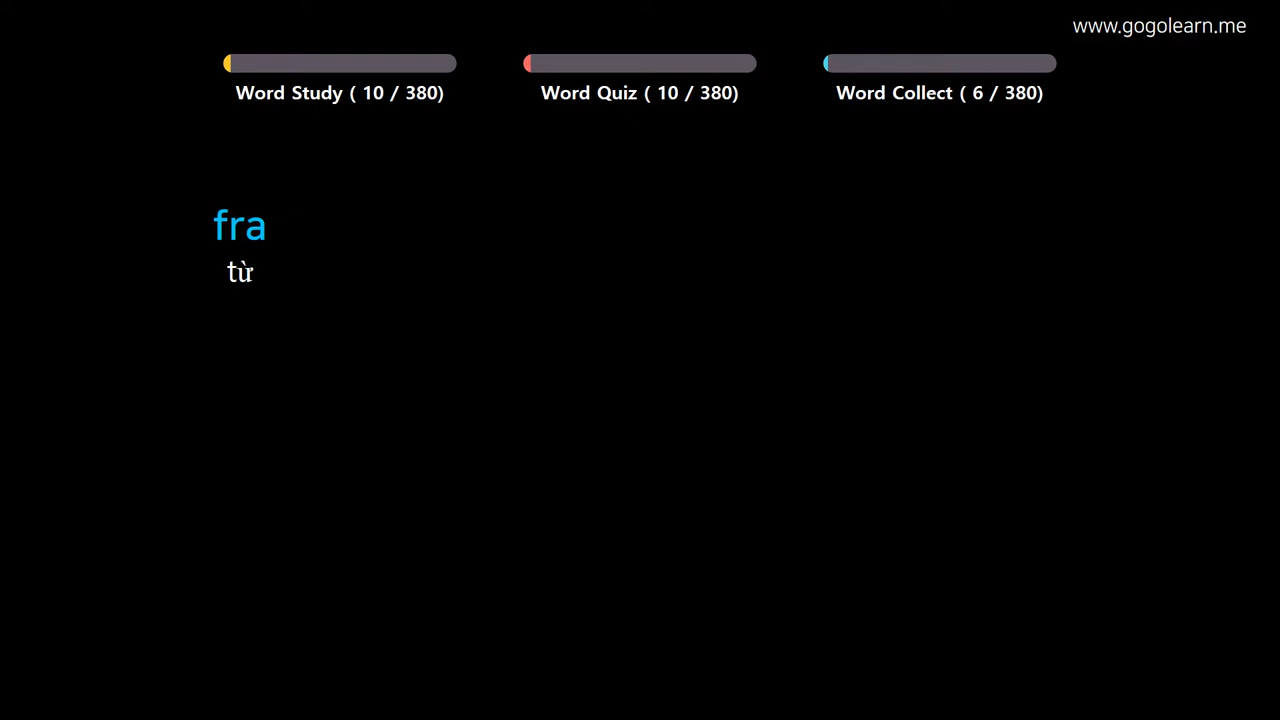 www.gogolearn.me
Word Study ( 10 / 380)
Word Quiz ( 10 / 380)
Word Collect ( 6 / 380)
fra
từ